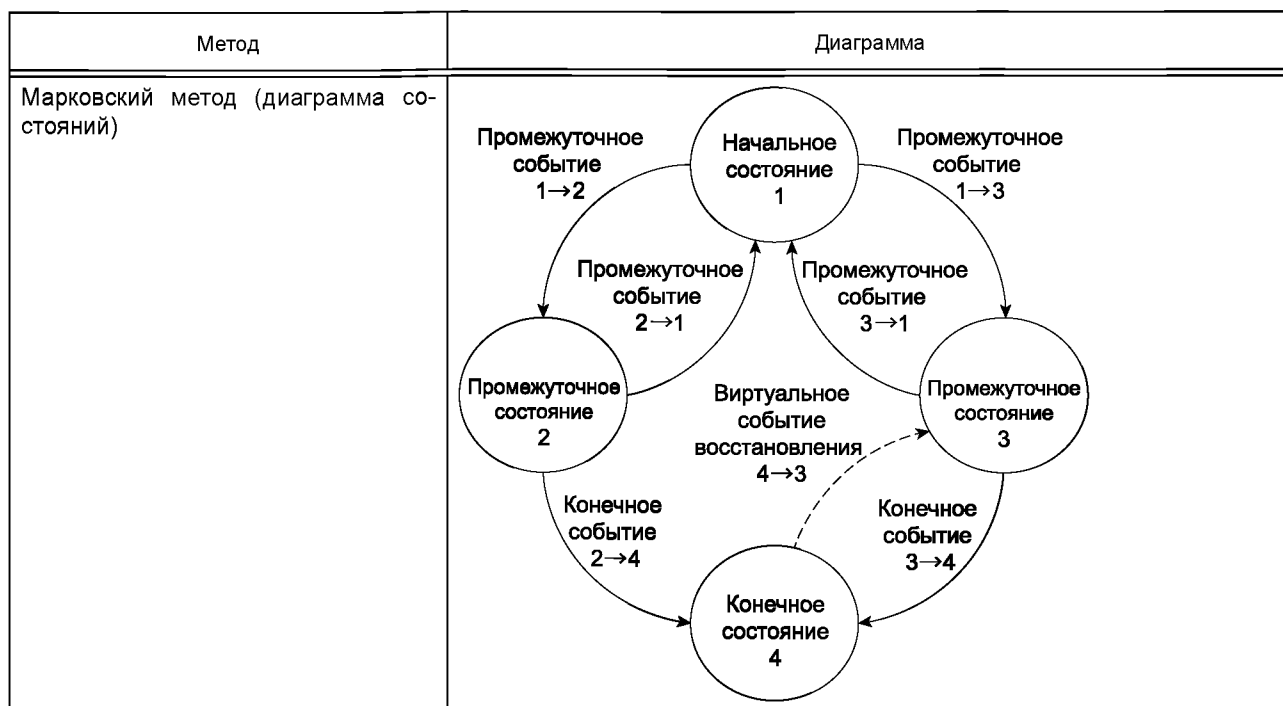 Метод
Диаграмма
Марковский метод (диаграмма со-
стояний)
Начальное
состояние
1
Промежуточное
событие
1→2
Промежуточное
событие
1→3
Промежуточное
событие
2→1
Промежуточное
событие
3→1
Промежуточное
состояние
2
Виртуальное
событие
восстановления
4→3
Промежуточное
состояние
3
Конечное
событие
2→4
Конечное
событие
3→4
Конечное
состояние
4